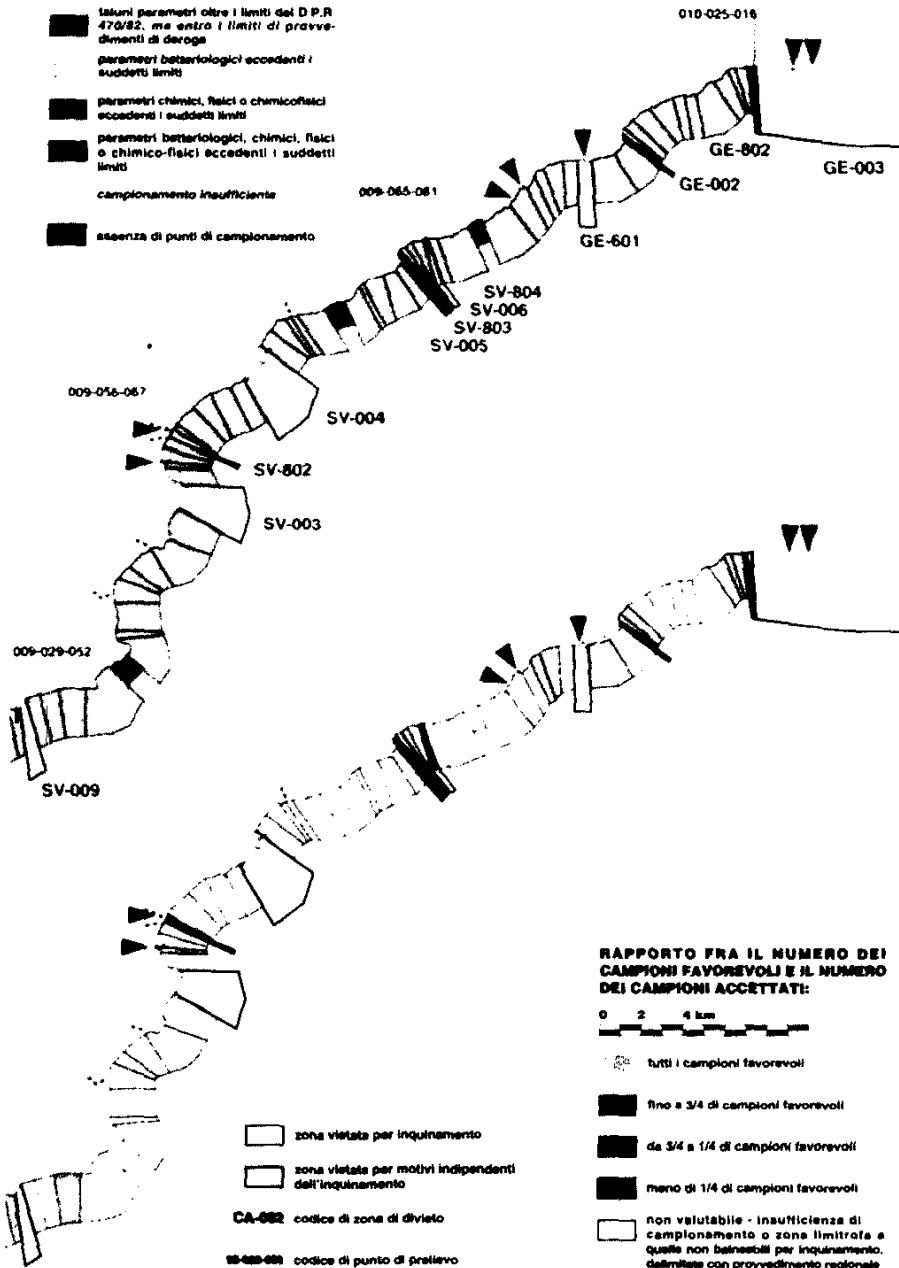 taluni parametri oltre i limiti del D P R
470/82, ma entro i limiti di provve-
dimenti di deroga
parametri batteriologici eccedenti i
suddetti limiti
parametri chimici, fisici o chimicofisici
eccedenti i suddetti limiti
parametri batteriologici, chimici, fisici
o chimico-fisici eccedenti i suddetti
limiti
campionamento insufficiente
assenza di punti di campionamento
010-025-016
GE-802
GE-003
GE-002
009-065-081
GE-601
SV-804
SV-006
SV-803
SV-005
009-056-067
SV-004
SV-802
SV-003
009-029-052
SV-009
RAPPORTO FRA IL NUMERO DEI
CAMPIONI FAVOREVOLI E IL NUMERO
DEI CAMPIONI ACCETTATI:
0 2 4 km
tutti i campioni favorevoli
fino a 3/4 di campioni favorevoli
da 3/4 a 1/4 di campioni favorevoli
meno di 1/4 di campioni favorevoli
non valutabile - insufficienza di
campionamento o zona limitrofa a
quelle non balneabili per inquinamento,
delimitate con provvedimento regionale
zona vietata per inquinamento
zona vietata per motivi indipendenti
dell'inquinamento
CA-082 codice di zona di divieto
codice di punto di prelievo